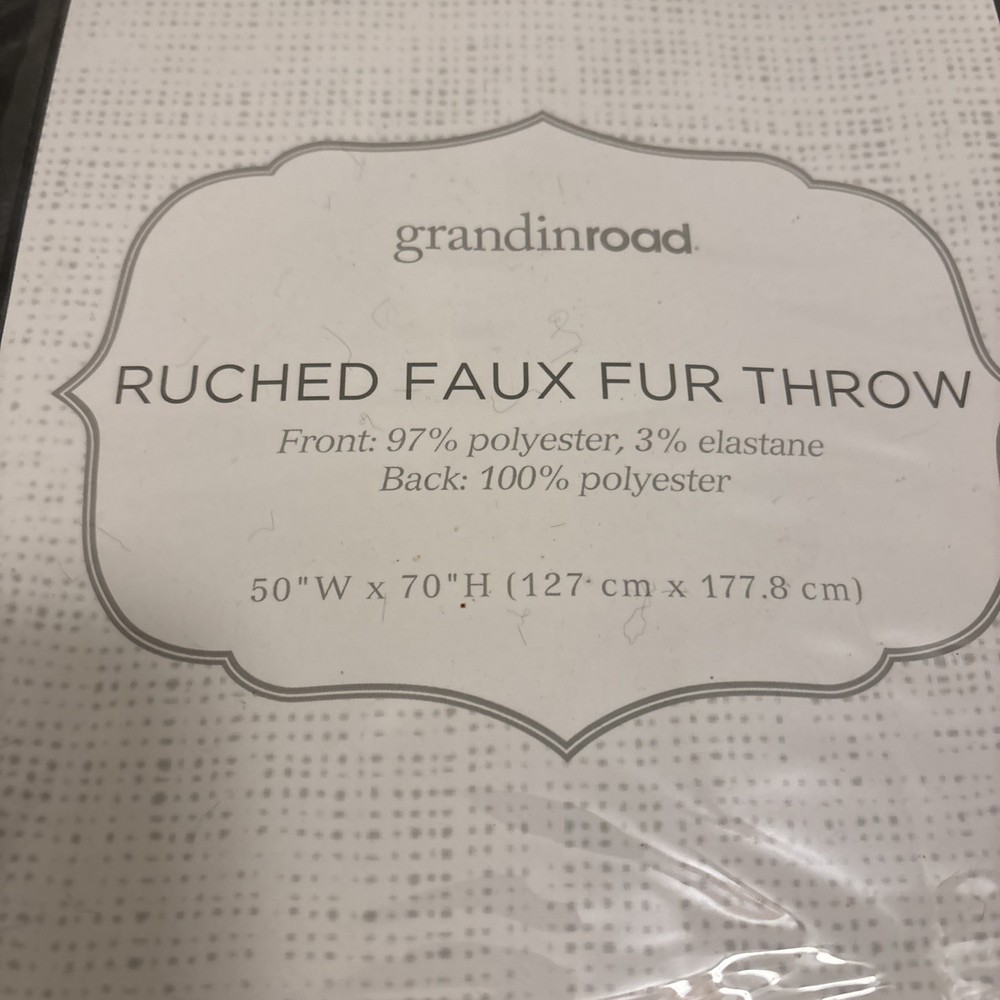 grandinroad
RUCHED FAUX FUR THROW
Front: 97% polyester, 3% elastane
Back: 100% polyester
50"W x 70"H (127 cm x 177.8 cm)